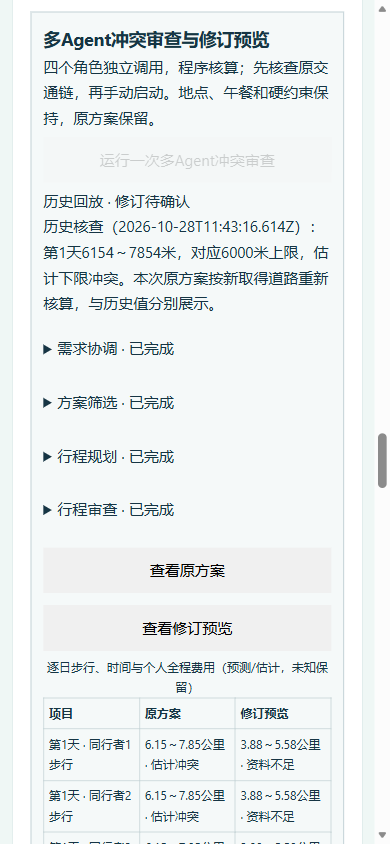 多Agent冲突审查与修订预览
四个角色独立调用，程序核算；先核查原交
通链，再手动启动。地点、午餐和硬约束保
持，原方案保留。
运行一次多Agent冲突审查
历史回放 · 修订待确认
历史核查（2026-10-28T11:43:16.614Z）：
第1天6154～7854米，对应6000米上限，估
计下限冲突。本次原方案按新取得道路重新
核算，与历史值分别展示。
▶ 需求协调 · 已完成
▶ 方案筛选 · 已完成
▶ 行程规划 · 已完成
▶ 行程审查 · 已完成
查看原方案
查看修订预览
逐日步行、时间与个人全程费用（预测/估计，未知保
留）
项目 原方案 修订预览
第1天 · 同行者1 6.15～7.85公里 3.88～5.58公里
步行 · 估计冲突 · 资料不足
第1天 · 同行者2 6.15～7.85公里 3.88～5.58公里
步行 · 估计冲突 · 资料不足